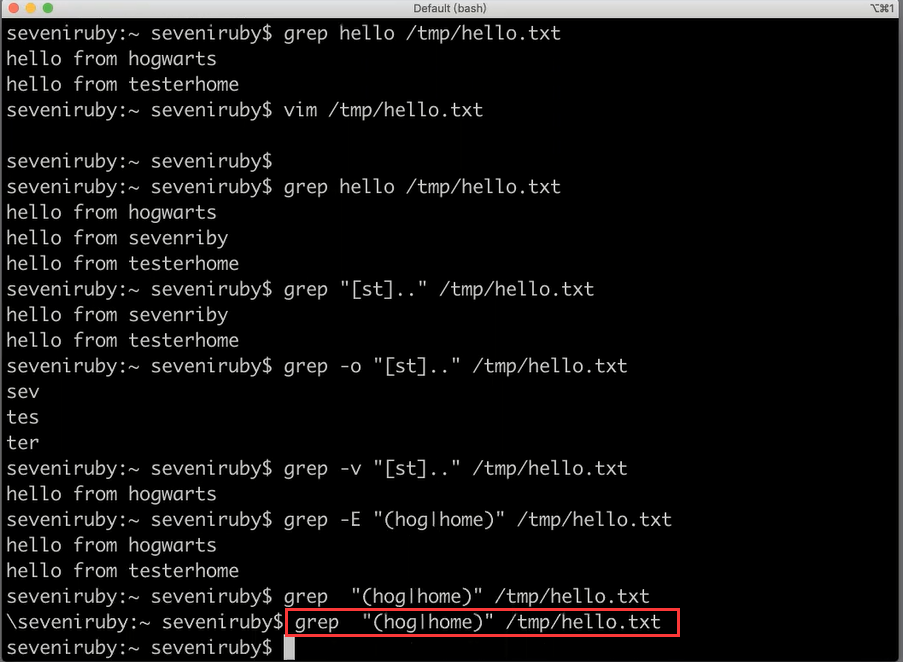 Default (bash)
⌥⌘1
seveniruby:~ seveniruby$ grep hello /tmp/hello.txt
hello from hogwarts
hello from testerhome
seveniruby:~ seveniruby$ vim /tmp/hello.txt
seveniruby:~ seveniruby$
seveniruby:~ seveniruby$ grep hello /tmp/hello.txt
hello from hogwarts
hello from sevenriby
hello from testerhome
seveniruby:~ seveniruby$ grep "[st].." /tmp/hello.txt
hello from sevenriby
hello from testerhome
seveniruby:~ seveniruby$ grep -o "[st].." /tmp/hello.txt
sev
tes
ter
seveniruby:~ seveniruby$ grep -v "[st].." /tmp/hello.txt
hello from hogwarts
seveniruby:~ seveniruby$ grep -E "(hog|home)" /tmp/hello.txt
hello from hogwarts
hello from testerhome
seveniruby:~ seveniruby$ grep  "(hog|home)" /tmp/hello.txt
\seveniruby:~ seveniruby$ grep  "(hog|home)" /tmp/hello.txt
seveniruby:~ seveniruby$